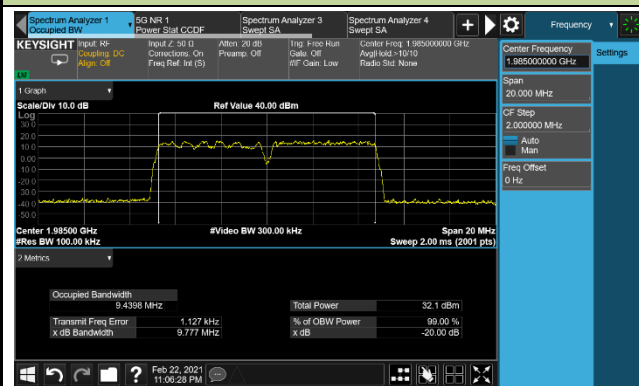 Spectrum Analyzer 1
Occupied BW
5G NR 1
Power Stat CCDF
Spectrum Analyzer 3
Swept SA
Spectrum Analyzer 4
Swept SA
Frequency
KEYSIGHT
Input: RF
Coupling: DC
Align: Off
Input Z: 50 Ω
Corrections: On
Freq Ref: Int (S)
Atten: 20 dB
Preamp: Off
Trig: Free Run
Gate: Off
#IF Gain: Low
Center Freq: 1.985000000 GHz
Avg|Hold:>10/10
Radio Std: None
Center Frequency
1.985000000 GHz
Settings
Span
20.000 MHz
CF Step
2.000000 MHz
Auto
Man
Freq Offset
0 Hz
1 Graph
Scale/Div 10.0 dB
Ref Value 40.00 dBm
Log
30.0
20.0
10.0
0.00
-10.0
-20.0
-30.0
-40.0
-50.0
Center 1.98500 GHz
#Video BW 300.00 kHz
Span 20 MHz
#Res BW 100.00 kHz
Sweep 2.00 ms (2001 pts)
2 Metrics
Occupied Bandwidth
9.4398 MHz
Total Power
32.1 dBm
Transmit Freq Error
1.127 kHz
% of OBW Power
99.00 %
x dB Bandwidth
9.777 MHz
x dB
-20.00 dB
Feb 22, 2021
11:06:28 PM